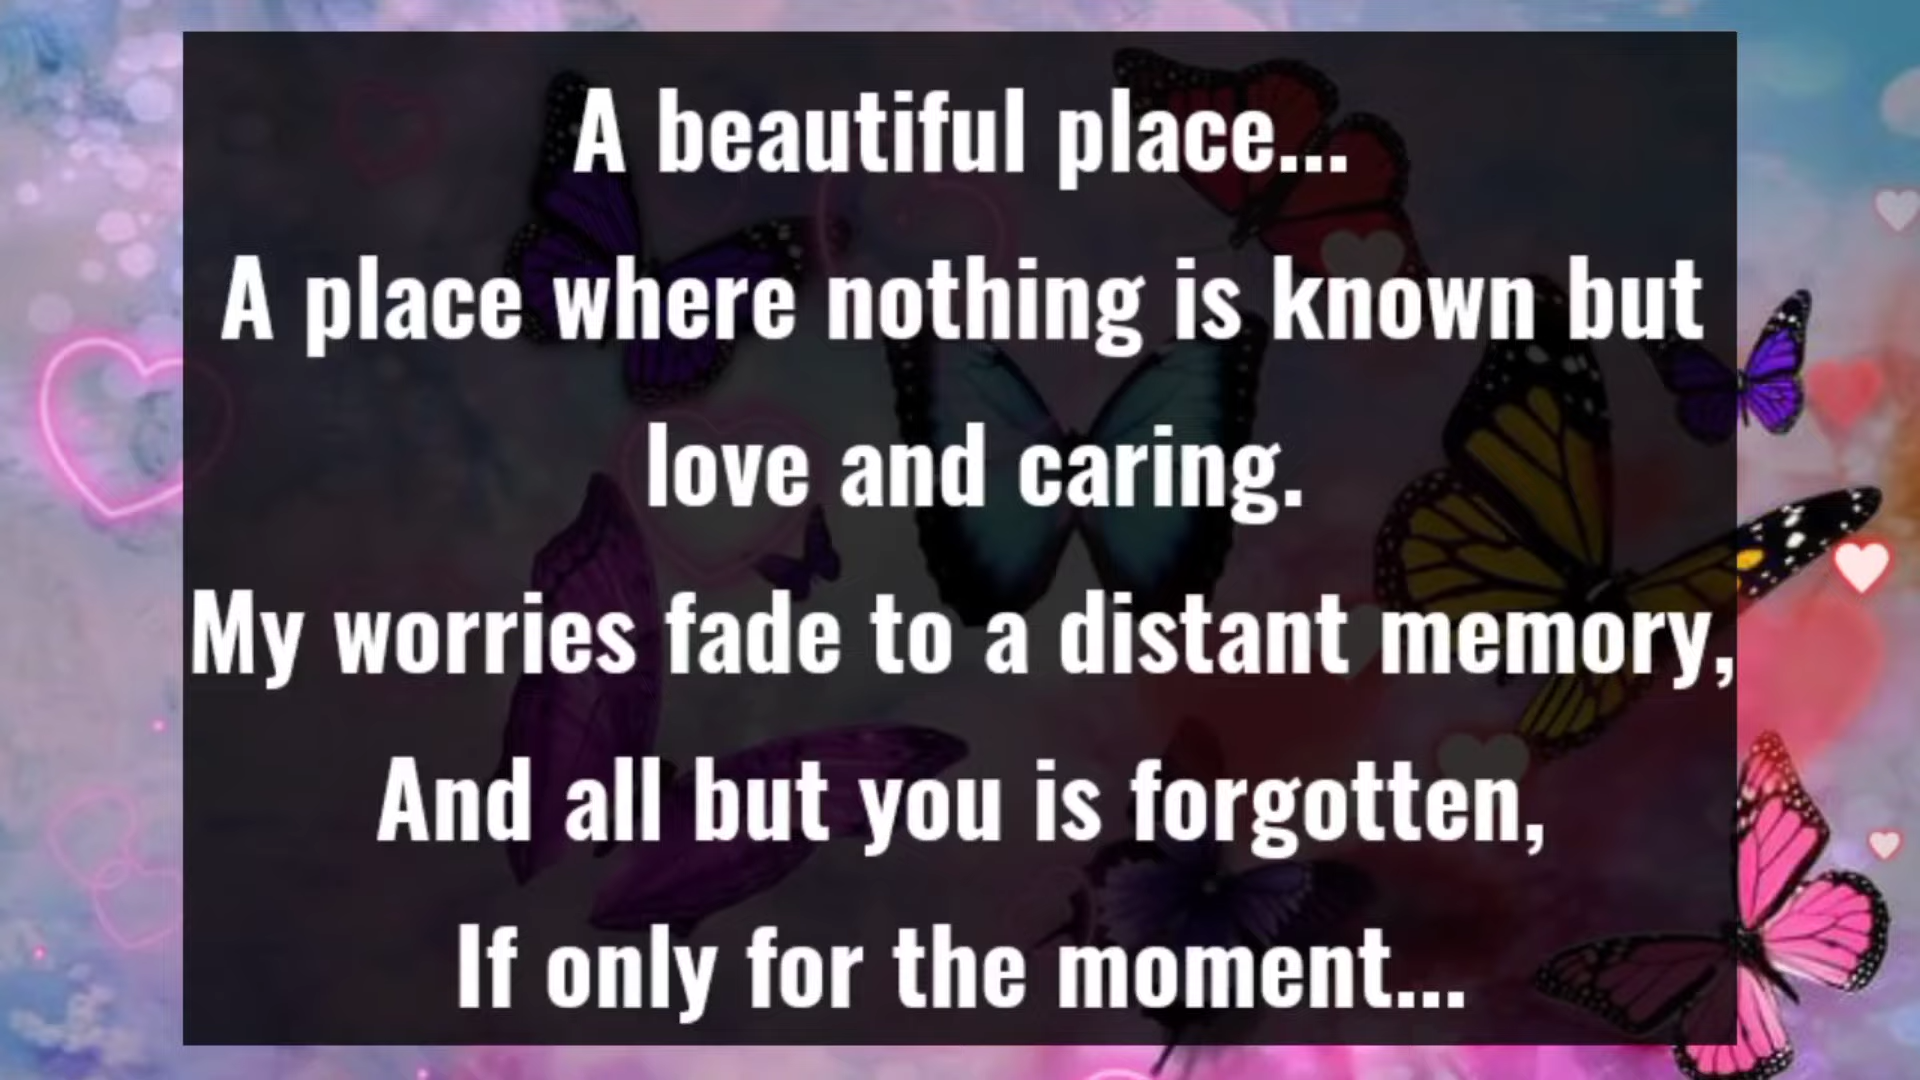 A beautiful place...
A place where nothing is known but
love and caring.
My worries fade to a distant memory,
And all but you is forgotten,
If only for the moment...